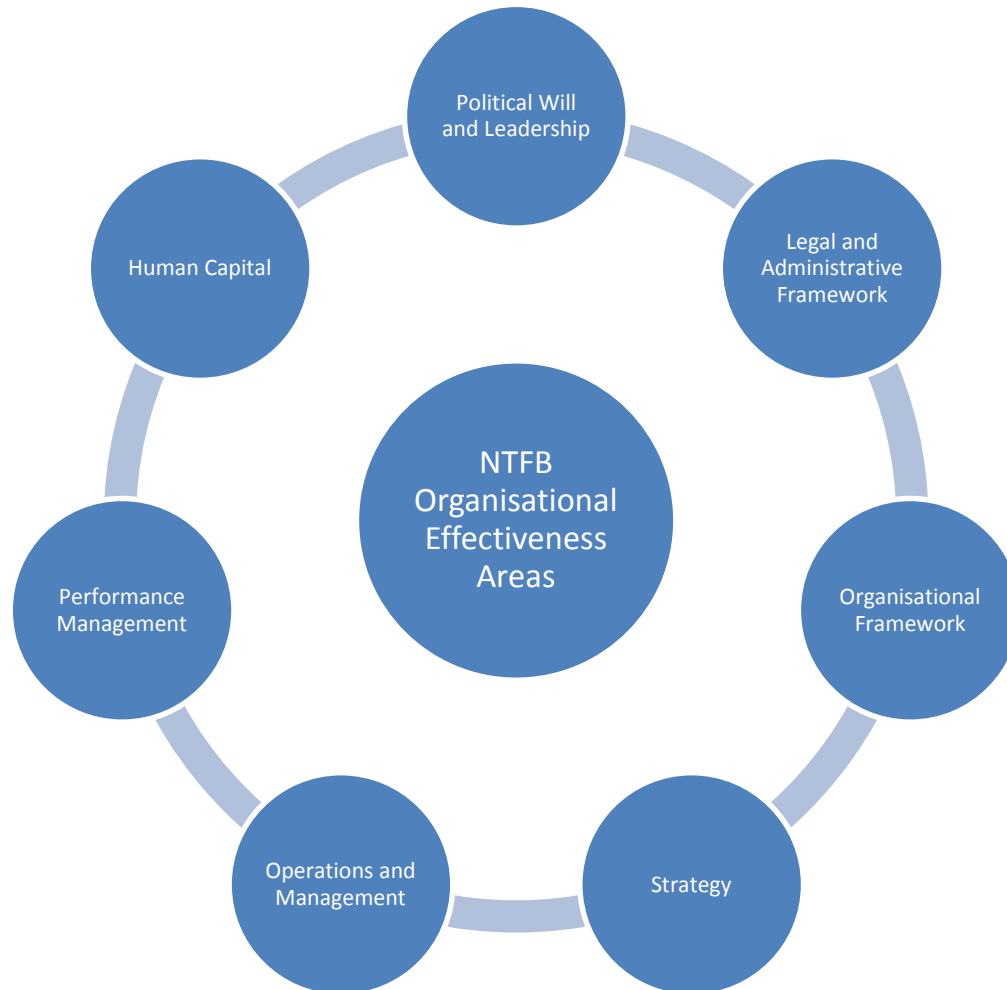 Political Will
and Leadership
Legal and
Administrative
Framework
Human Capital
NTFB
Organisational
Effectiveness
Areas
Performance
Management
Organisational
Framework
Operations and
Management
Strategy